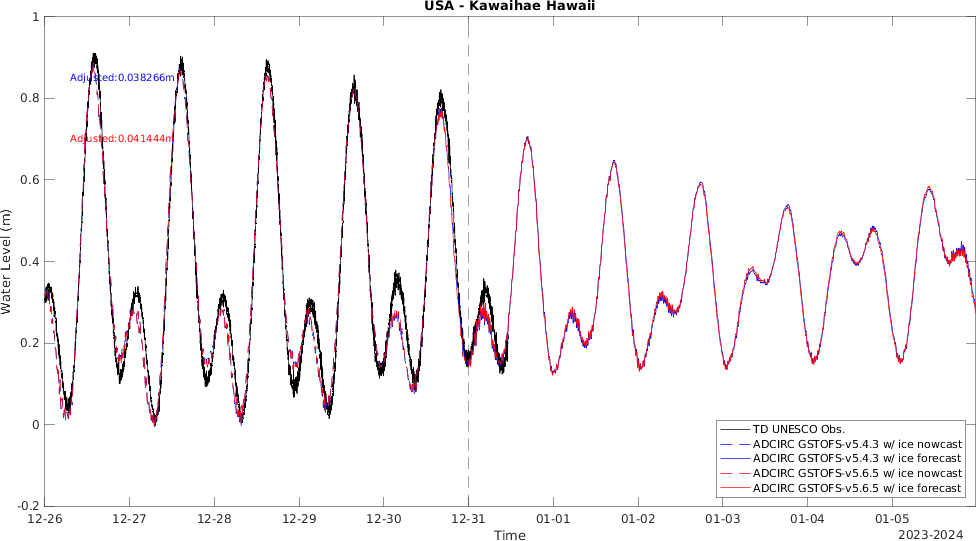 USA - Kawaihae Hawaii
1
0.8
0.6
0.4
0.2
0
-0.2
Water Level (m)
Adjusted:0.038266m
Adjusted:0.041444m
TD UNESCO Obs.
ADCIRC GSTOFS-v5.4.3 w/ ice nowcast
ADCIRC GSTOFS-v5.4.3 w/ ice forecast
ADCIRC GSTOFS-v5.6.5 w/ ice nowcast
ADCIRC GSTOFS-v5.6.5 w/ ice forecast
12-26 12-27 12-28 12-29 12-30 12-31 01-01 01-02 01-03 01-04 01-05
Time
2023-2024